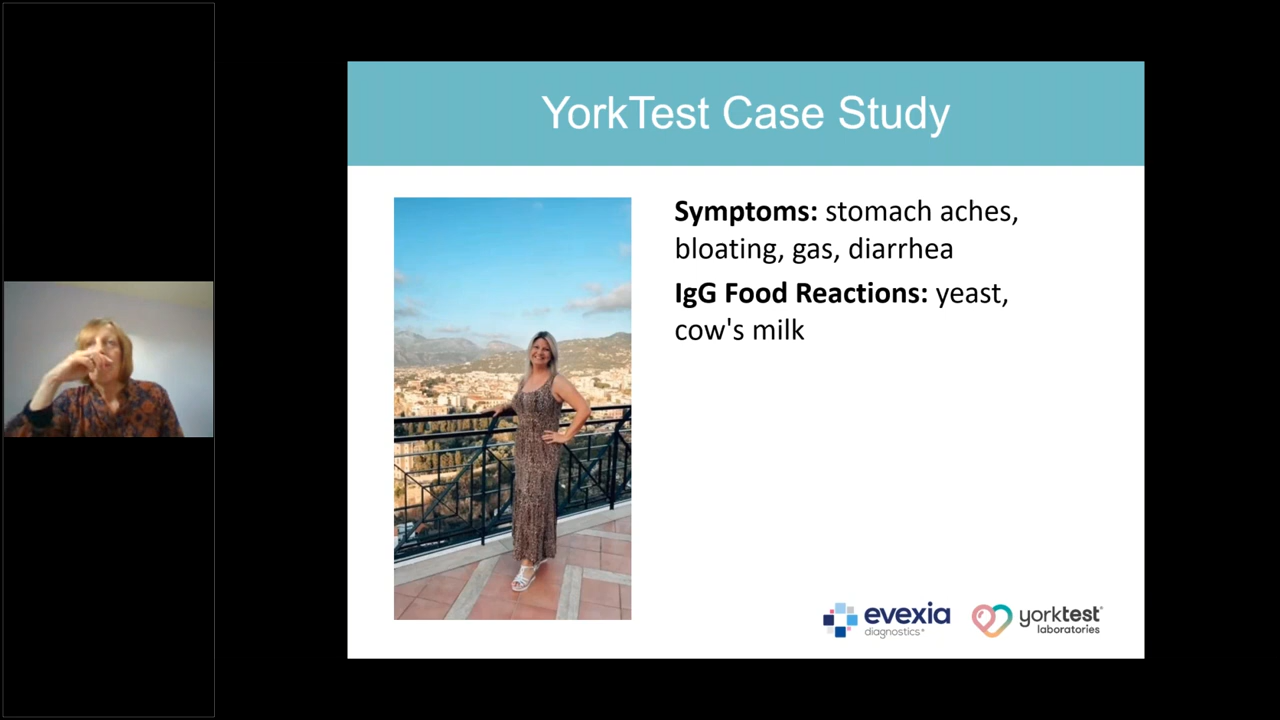 YorkTest Case Study
Symptoms: stomach aches,
bloating, gas, diarrhea
IgG Food Reactions: yeast,
cow's milk
evexia
diagnostics®
yorktest®
laboratories